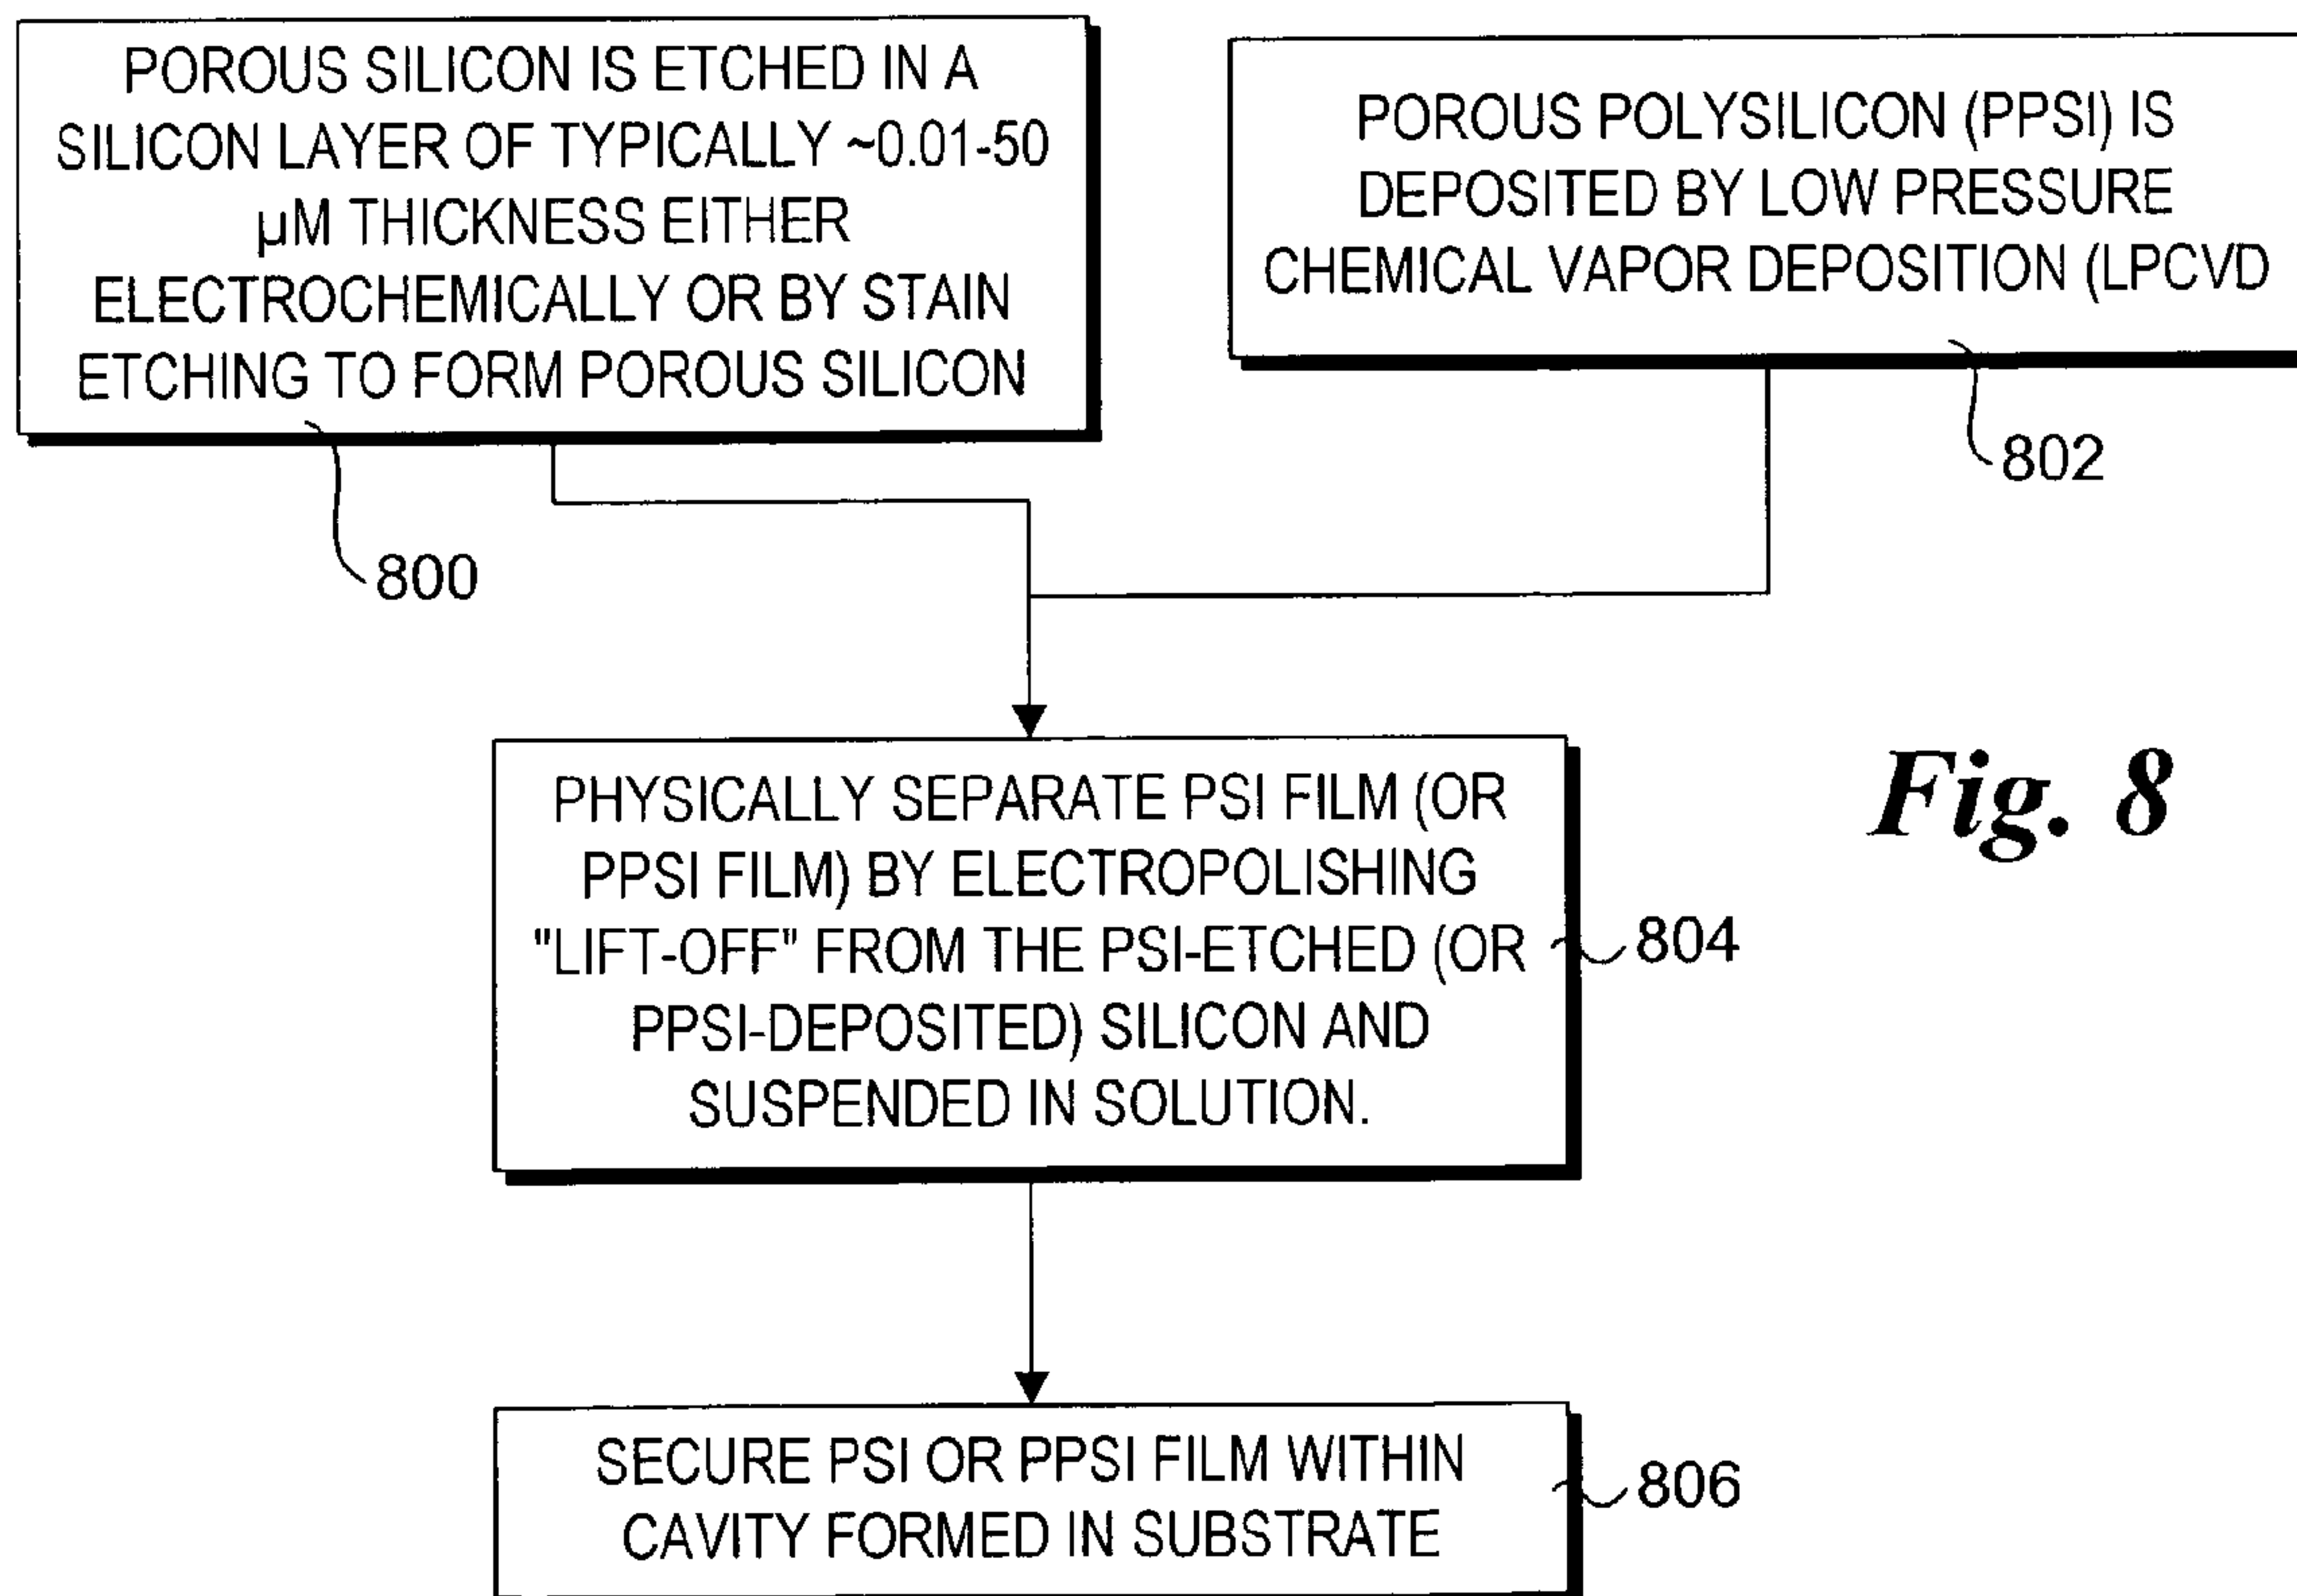 POROUS SILICON IS ETCHED IN A
SILICON LAYER OF TYPICALLY ~0.01-50
µM THICKNESS EITHER
ELECTROCHEMICALLY OR BY STAIN
ETCHING TO FORM POROUS SILICON
800
POROUS POLYSILICON (PPSI) IS
DEPOSITED BY LOW PRESSURE
CHEMICAL VAPOR DEPOSITION (LPCVD
802
PHYSICALLY SEPARATE PSI FILM (OR
PPSI FILM) BY ELECTROPOLISHING
"LIFT-OFF" FROM THE PSI-ETCHED (OR
PPSI-DEPOSITED) SILICON AND
SUSPENDED IN SOLUTION.
804
Fig. 8
SECURE PSI OR PPSI FILM WITHIN
CAVITY FORMED IN SUBSTRATE
806